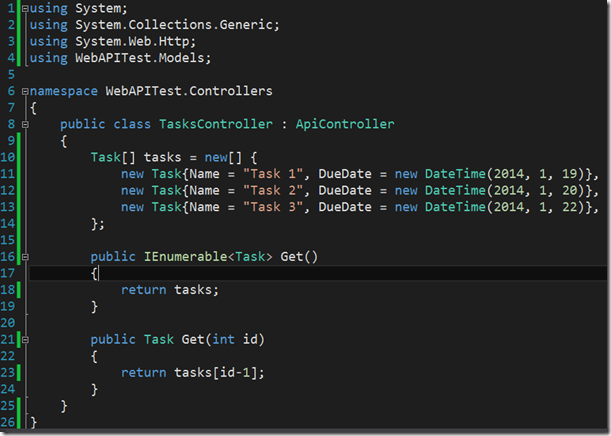 1 using System;
2 using System.Collections.Generic;
3 using System.Web.Http;
4 using WebAPITest.Models;
5
6 namespace WebAPITest.Controllers
7 {
8     public class TasksController : ApiController
9     {
10         Task[] tasks = new[] {
11             new Task{Name = "Task 1", DueDate = new DateTime(2014, 1, 19)},
12             new Task{Name = "Task 2", DueDate = new DateTime(2014, 1, 20)},
13             new Task{Name = "Task 3", DueDate = new DateTime(2014, 1, 22)},
14         };
15
16         public IEnumerable<Task> Get()
17         {
18             return tasks;
19         }
20
21         public Task Get(int id)
22         {
23             return tasks[id-1];
24         }
25     }
26 }